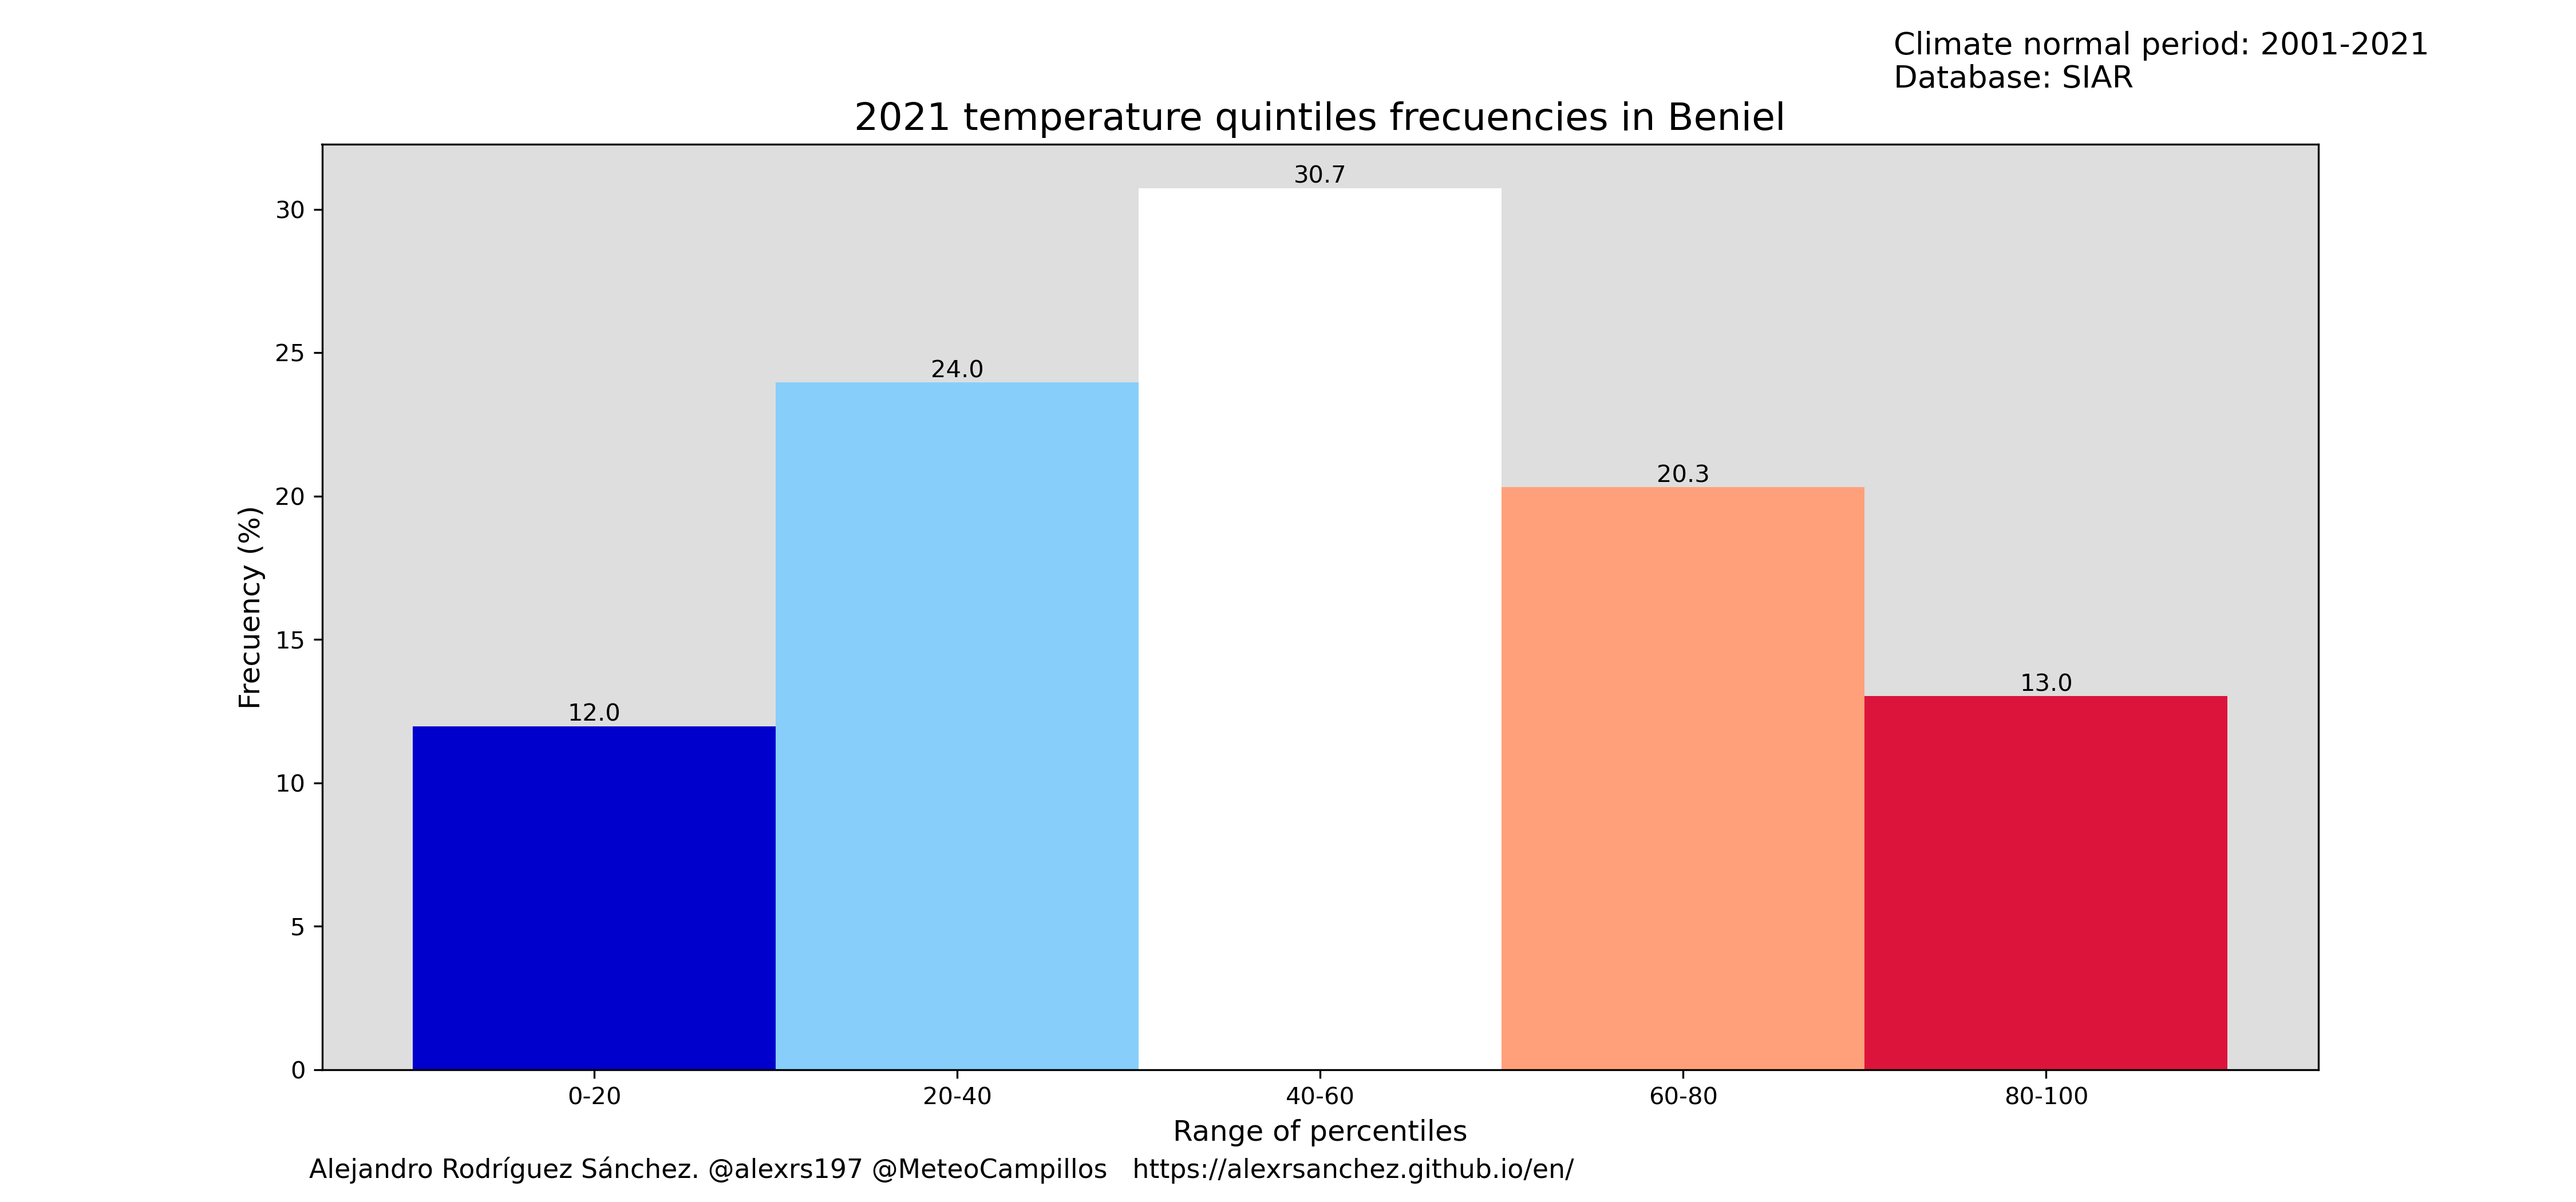 Climate normal period: 2001-2021
Database: SIAR
2021 temperature quintiles frecuencies in Beniel
Frecuency (%)
30
25
20
15
10
5
0
12.0
24.0
30.7
20.3
13.0
0-20
20-40
40-60
60-80
80-100
Range of percentiles
Alejandro Rodríguez Sánchez. @alexrs197 @MeteoCampillos   https://alexrsanchez.github.io/en/